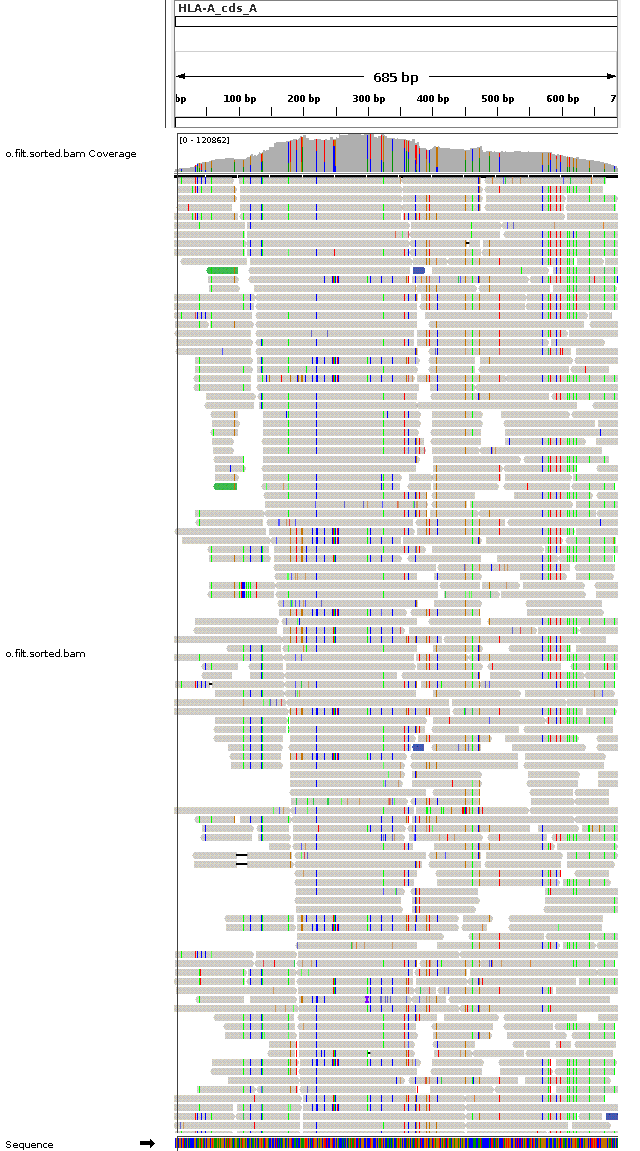 HLA-A_cds_A
685 bp
bp 100 bp 200 bp 300 bp 400 bp 500 bp 600 bp 7
[0 - 120862]
o.filt.sorted.bam Coverage
o.filt.sorted.bam
Sequence